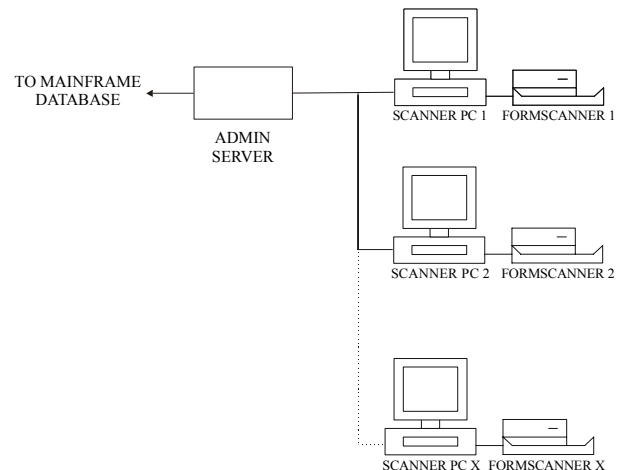 TO MAINFRAME
DATABASE
ADMIN
SERVER
SCANNER PC 1
FORMSCANNER 1
SCANNER PC 2
FORMSCANNER 2
SCANNER PC X
FORMSCANNER X